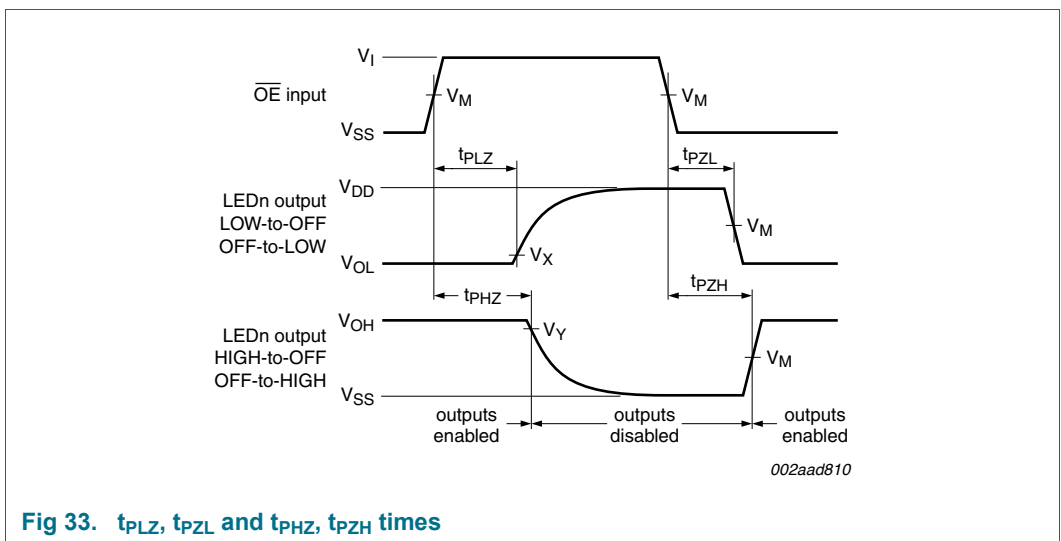 V_I
OE input
V_M
V_M
V_SS
t_PLZ
t_PZL
V_DD
LEDn output
LOW-to-OFF
OFF-to-LOW
V_M
V_X
V_OL
t_PHZ
t_PZH
V_OH
LEDn output
HIGH-to-OFF
OFF-to-HIGH
V_Y
V_M
V_SS
outputs enabled
outputs disabled
outputs enabled
002aad810
Fig 33. t_PLZ, t_PZL and t_PHZ, t_PZH times